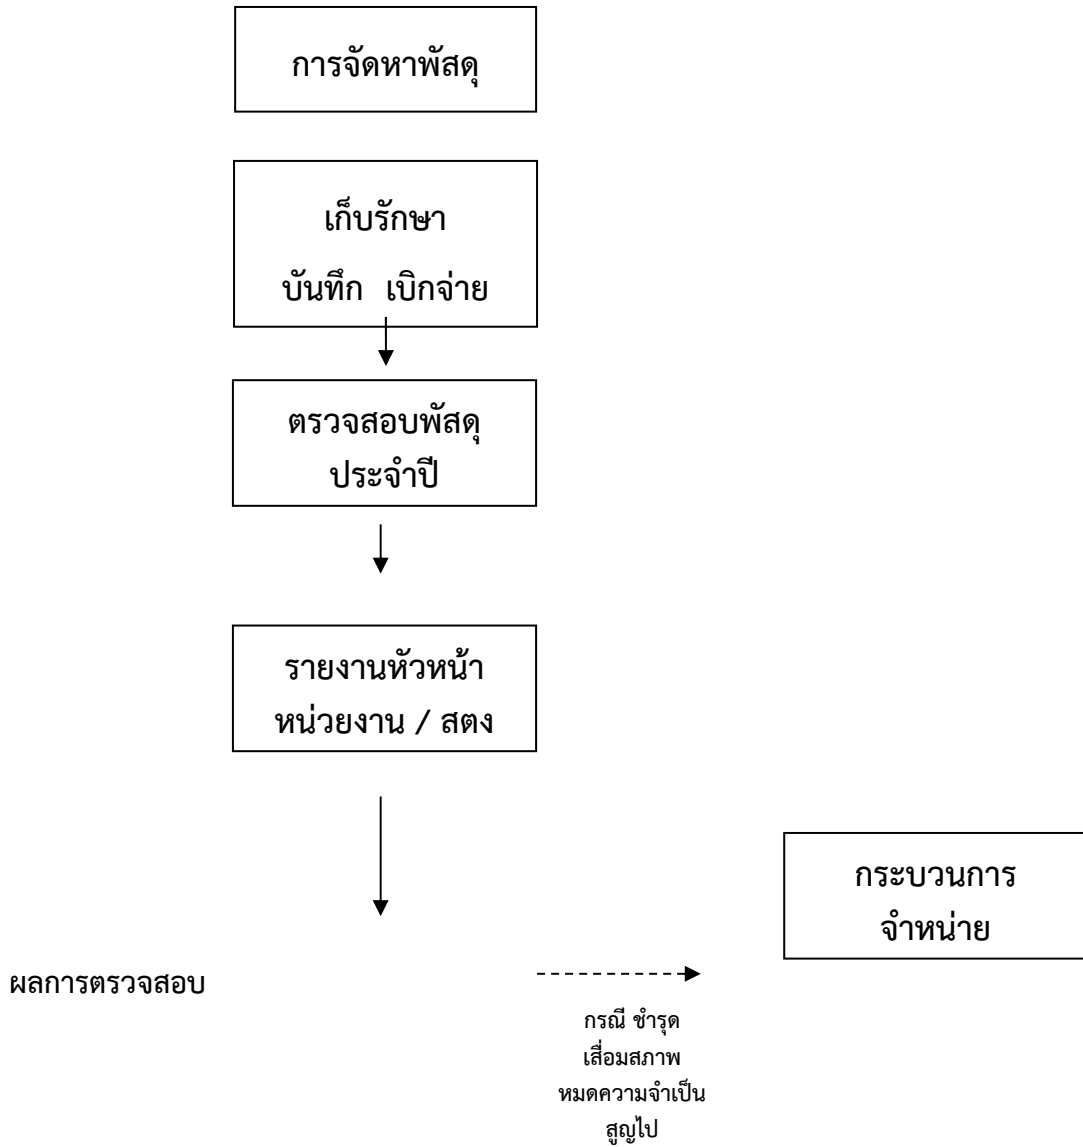 การจัดหาพัสดุ
เก็บรักษา
บันทึก เบิกจ่าย
ตรวจสอบพัสดุ
ประจำปี
รายงานหัวหน้า
หน่วยงาน / สตง
กระบวนการ
จำหน่าย
ผลการตรวจสอบ
กรณี ชำรุด
เสื่อมสภาพ
หมดความจำเป็น
สูญไป